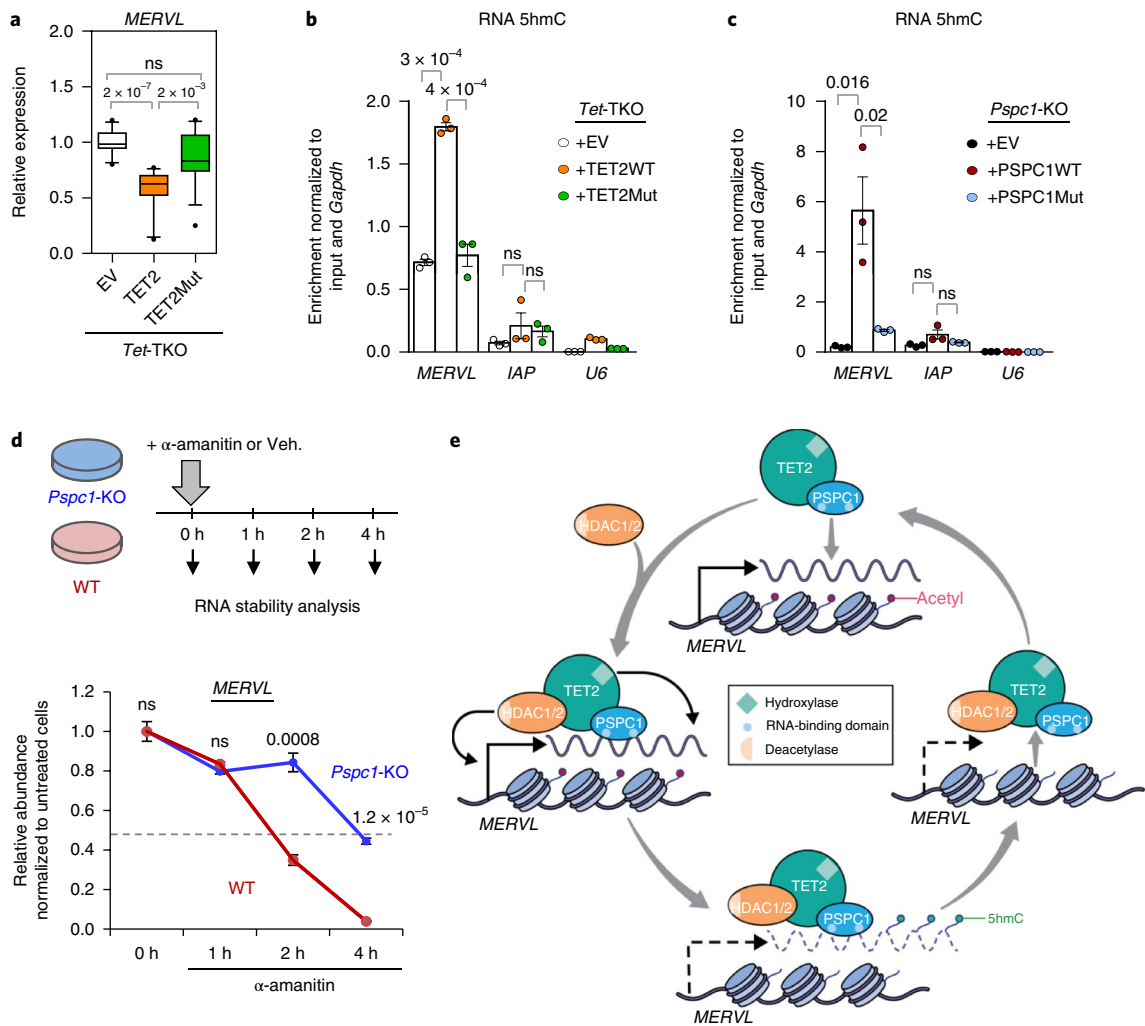 a
MERVL
Relative expression
2.0
1.5
1.0
0.5
0.0
ns
2 × 10⁻⁷
2 × 10⁻³
EV
TET2
TET2Mut
Tet-TKO
b
RNA 5hmC
Enrichment normalized to
input and Gapdh
3 × 10⁻⁴
4 × 10⁻⁴
2.0
1.5
1.0
0.5
0.0
Tet-TKO
+EV
+TET2WT
+TET2Mut
ns
ns
MERVL
IAP
U6
c
RNA 5hmC
Enrichment normalized to
input and Gapdh
0.016
0.02
10
8
6
4
2
0
Pspc1-KO
+EV
+PSPC1WT
+PSPC1Mut
ns
ns
MERVL
IAP
U6
d
+ α-amanitin or Veh.
Pspc1-KO
WT
0 h
1 h
2 h
4 h
RNA stability analysis
Relative abundance
normalized to untreated cells
MERVL
1.2
1.0
0.8
0.6
0.4
0.2
0.0
ns
ns
0.0008
1.2 × 10⁻⁵
Pspc1-KO
WT
0 h
1 h
2 h
4 h
α-amanitin
e
TET2
PSPC1
HDAC1/2
Acetyl
MERVL
TET2
HDAC1/2
PSPC1
MERVL
Hydroxylase
RNA-binding domain
Deacetylase
TET2
HDAC1/2
PSPC1
MERVL
TET2
HDAC1/2
PSPC1
5hmC
MERVL